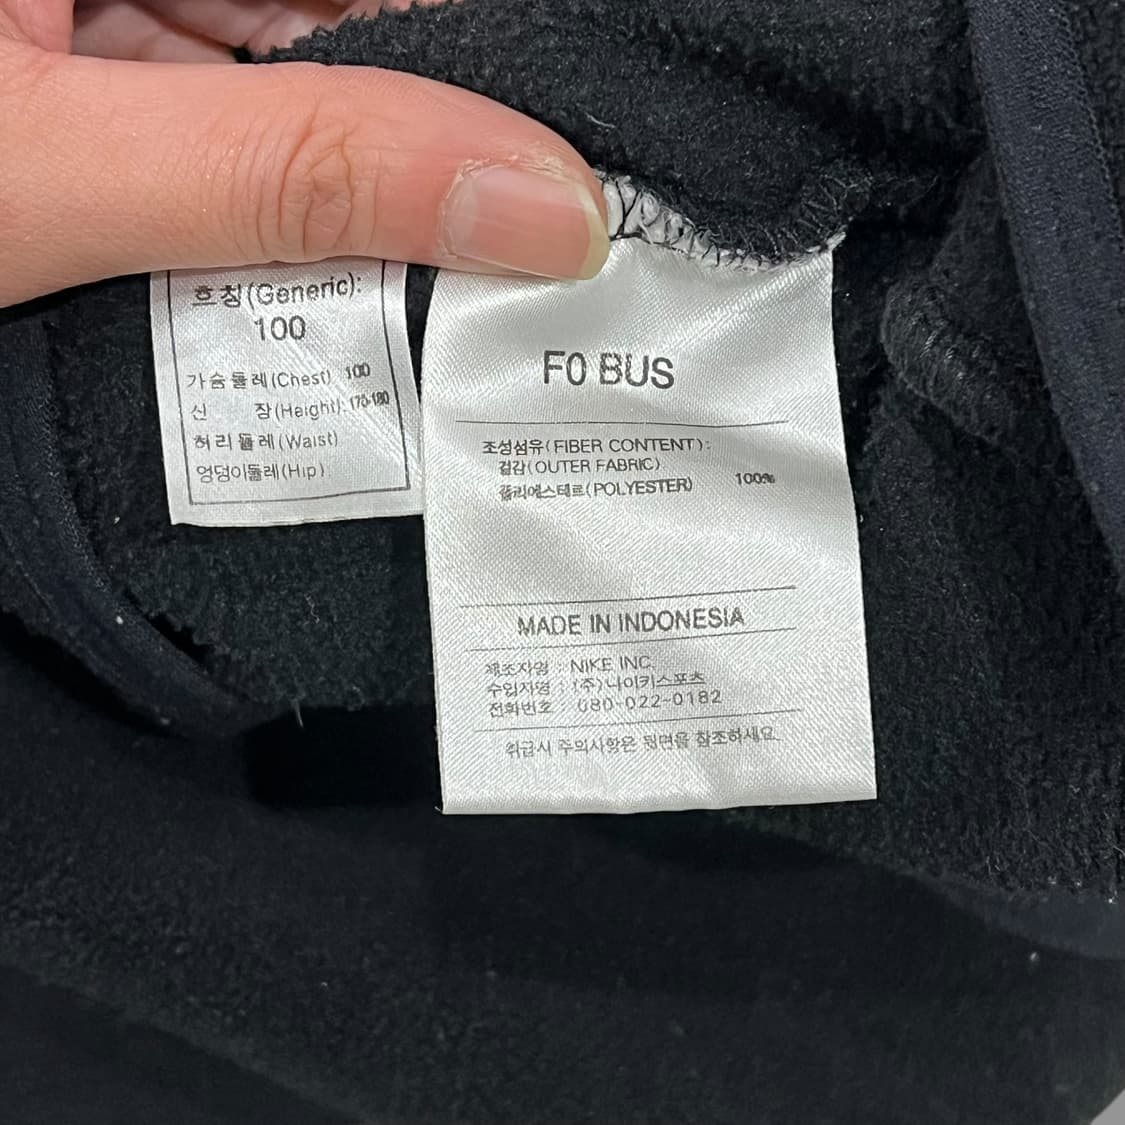 흐칭(Generic):
100
가슴둘레(Chest) 100
신 장(Height): 170-180
허리둘레(Waist)
엉덩이둘레(Hip)
F0 BUS
조성섬유(FIBER CONTENT):
겉감(OUTER FABRIC)
폴리에스테르(POLYESTER) 100%
MADE IN INDONESIA
제조자명 : NIKE INC.
수입자명 : (주)나이키스포츠
전화번호 : 080-022-0182
취급시 주의사항은 뒷면을 참조하세요.